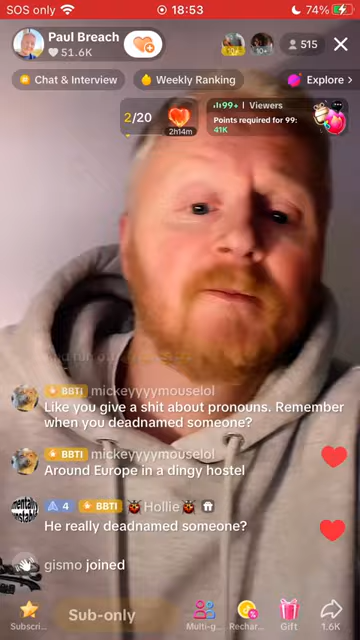 SOS only
18:53
74%
Paul Breach
51.6K
10+
10+
515
Chat & Interview
Weekly Ranking
Explore >
2/20
2h14m
99+ | Viewers
Points required for 99:
41K
BBTI mickeyyyymouselol
Like you give a shit about pronouns. Remember
when you deadnamed someone?
BBTI mickeyyyymouselol
Around Europe in a dingy hostel
4 BBTI Hollie
He really deadnamed someone?
gismo joined
Subscri...
Sub-only
Multi-g...
Rechar...
Gift
1.6K